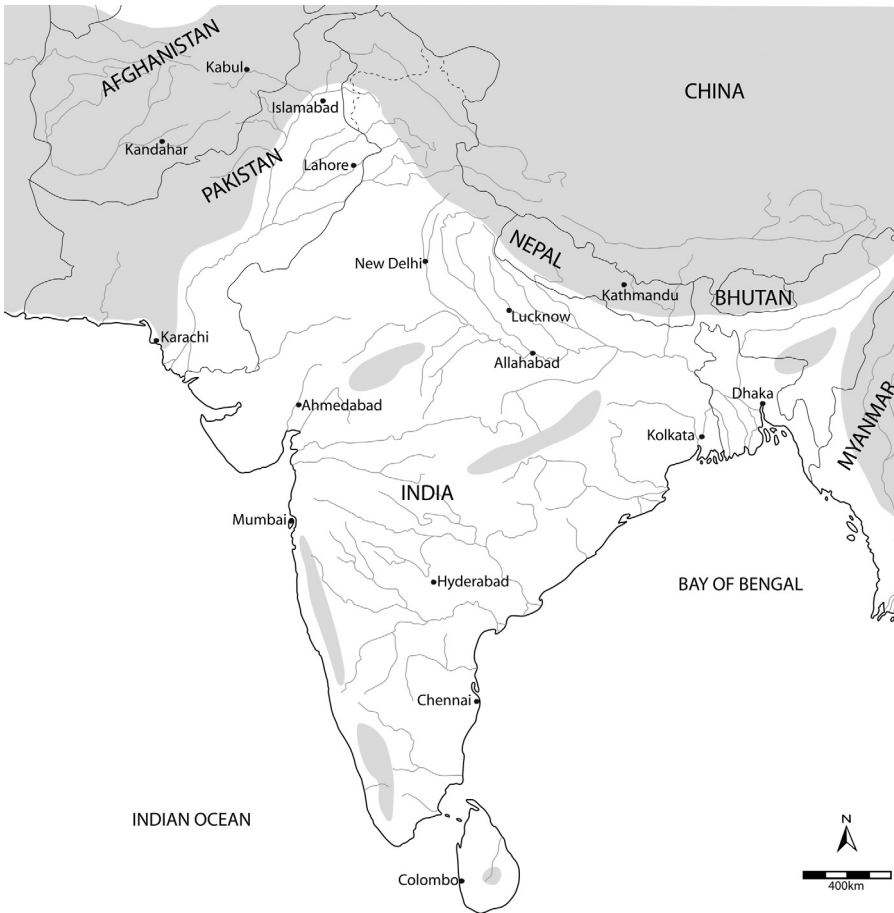 AFGHANISTAN
Kabul
CHINA
Islamabad
Kandahar
PAKISTAN
Lahore
NEPAL
New Delhi
Kathmandu
BHUTAN
Lucknow
Karachi
Allahabad
Dhaka
Ahmedabad
MYANMAR
Kolkata
INDIA
Mumbai
Hyderabad
BAY OF BENGAL
Chennai
INDIAN OCEAN
N
Colombo
400km